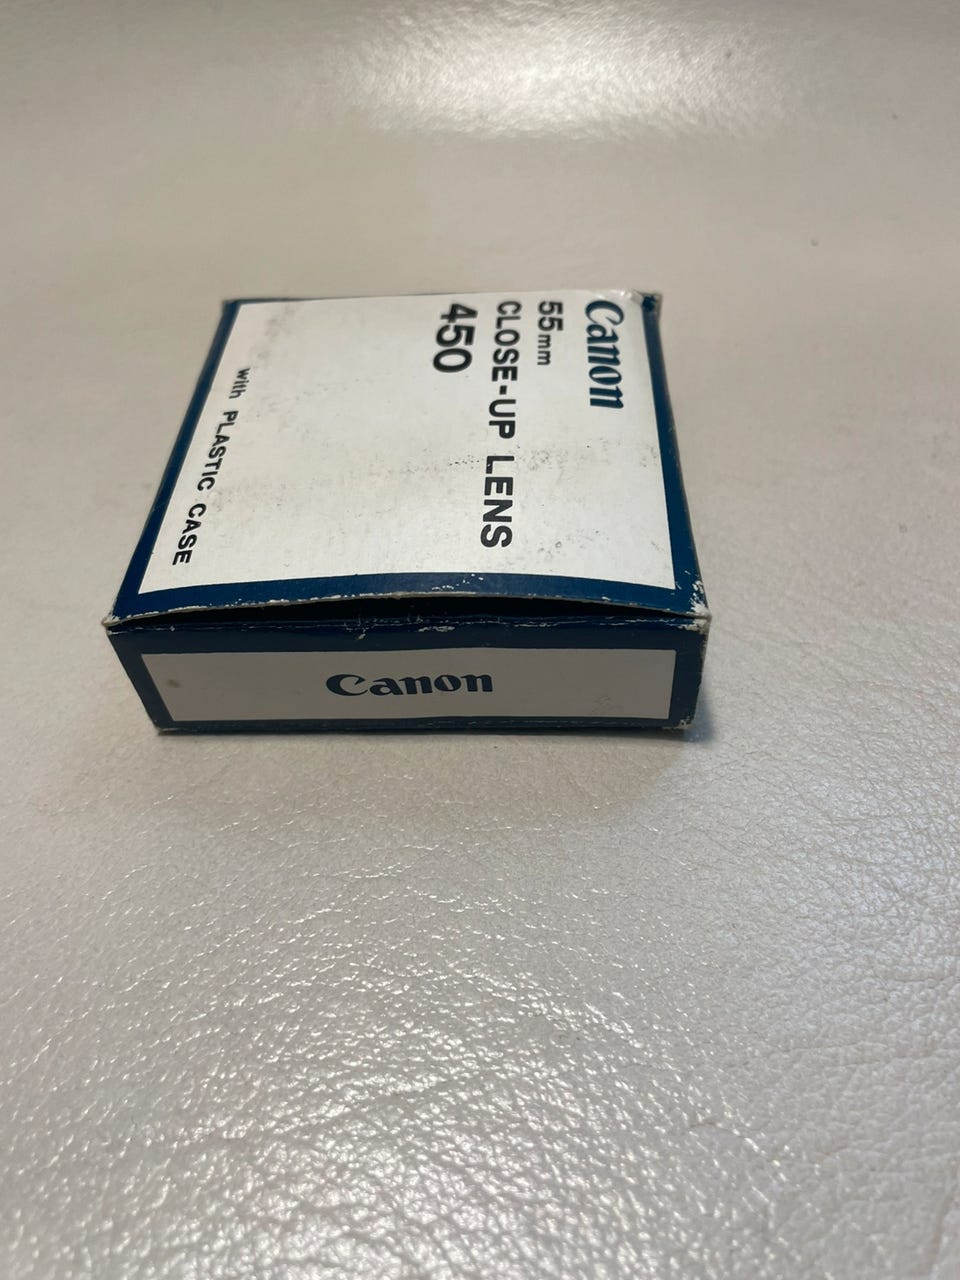 Canon
55mm
CLOSE-UP LENS
450
with PLASTIC CASE
Canon